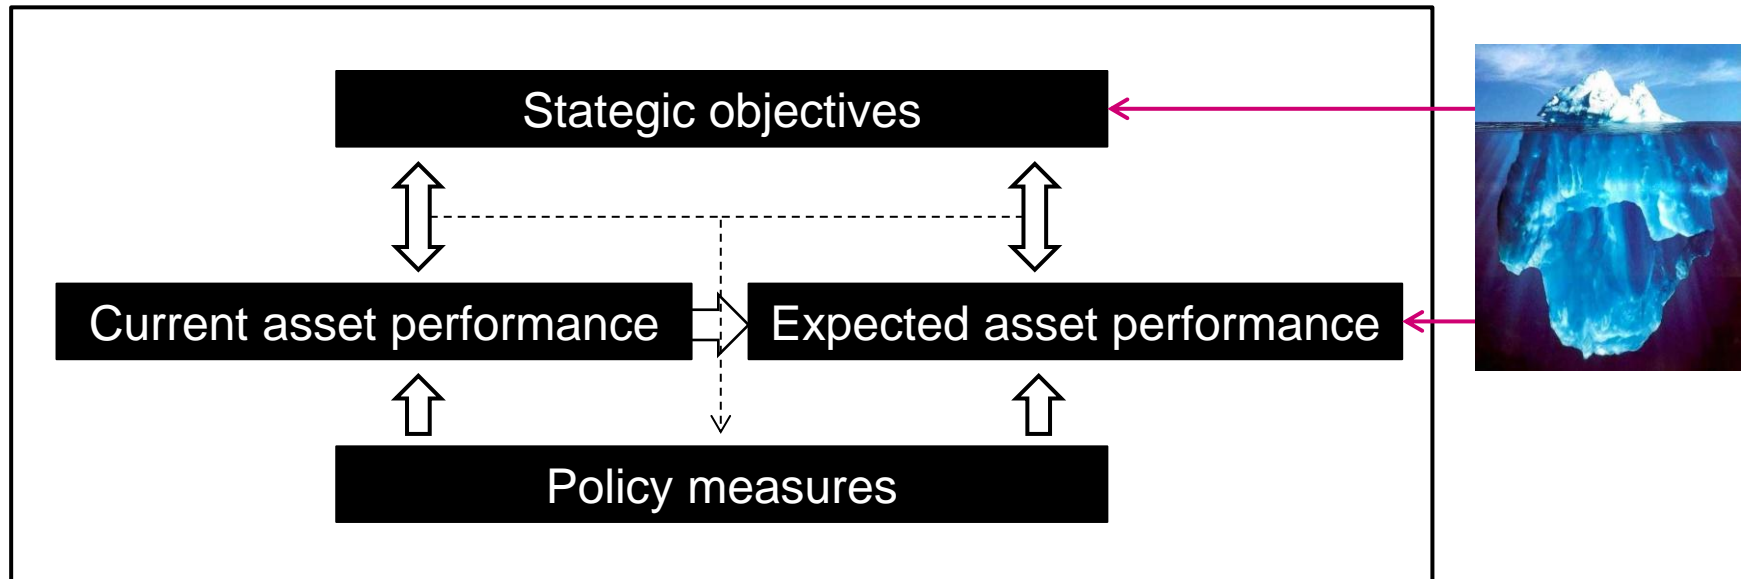 Stategic objectives
Current asset performance
Expected asset performance
Policy measures